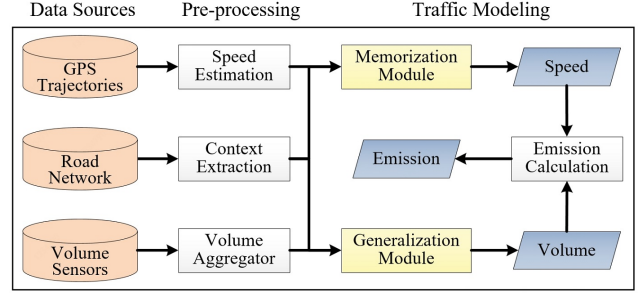 Data Sources
Pre-processing
Traffic Modeling
GPS
Trajectories
Speed
Estimation
Memorization
Module
Speed
Road
Network
Context
Extraction
Emission
Emission
Calculation
Volume
Sensors
Volume
Aggregator
Generalization
Module
Volume